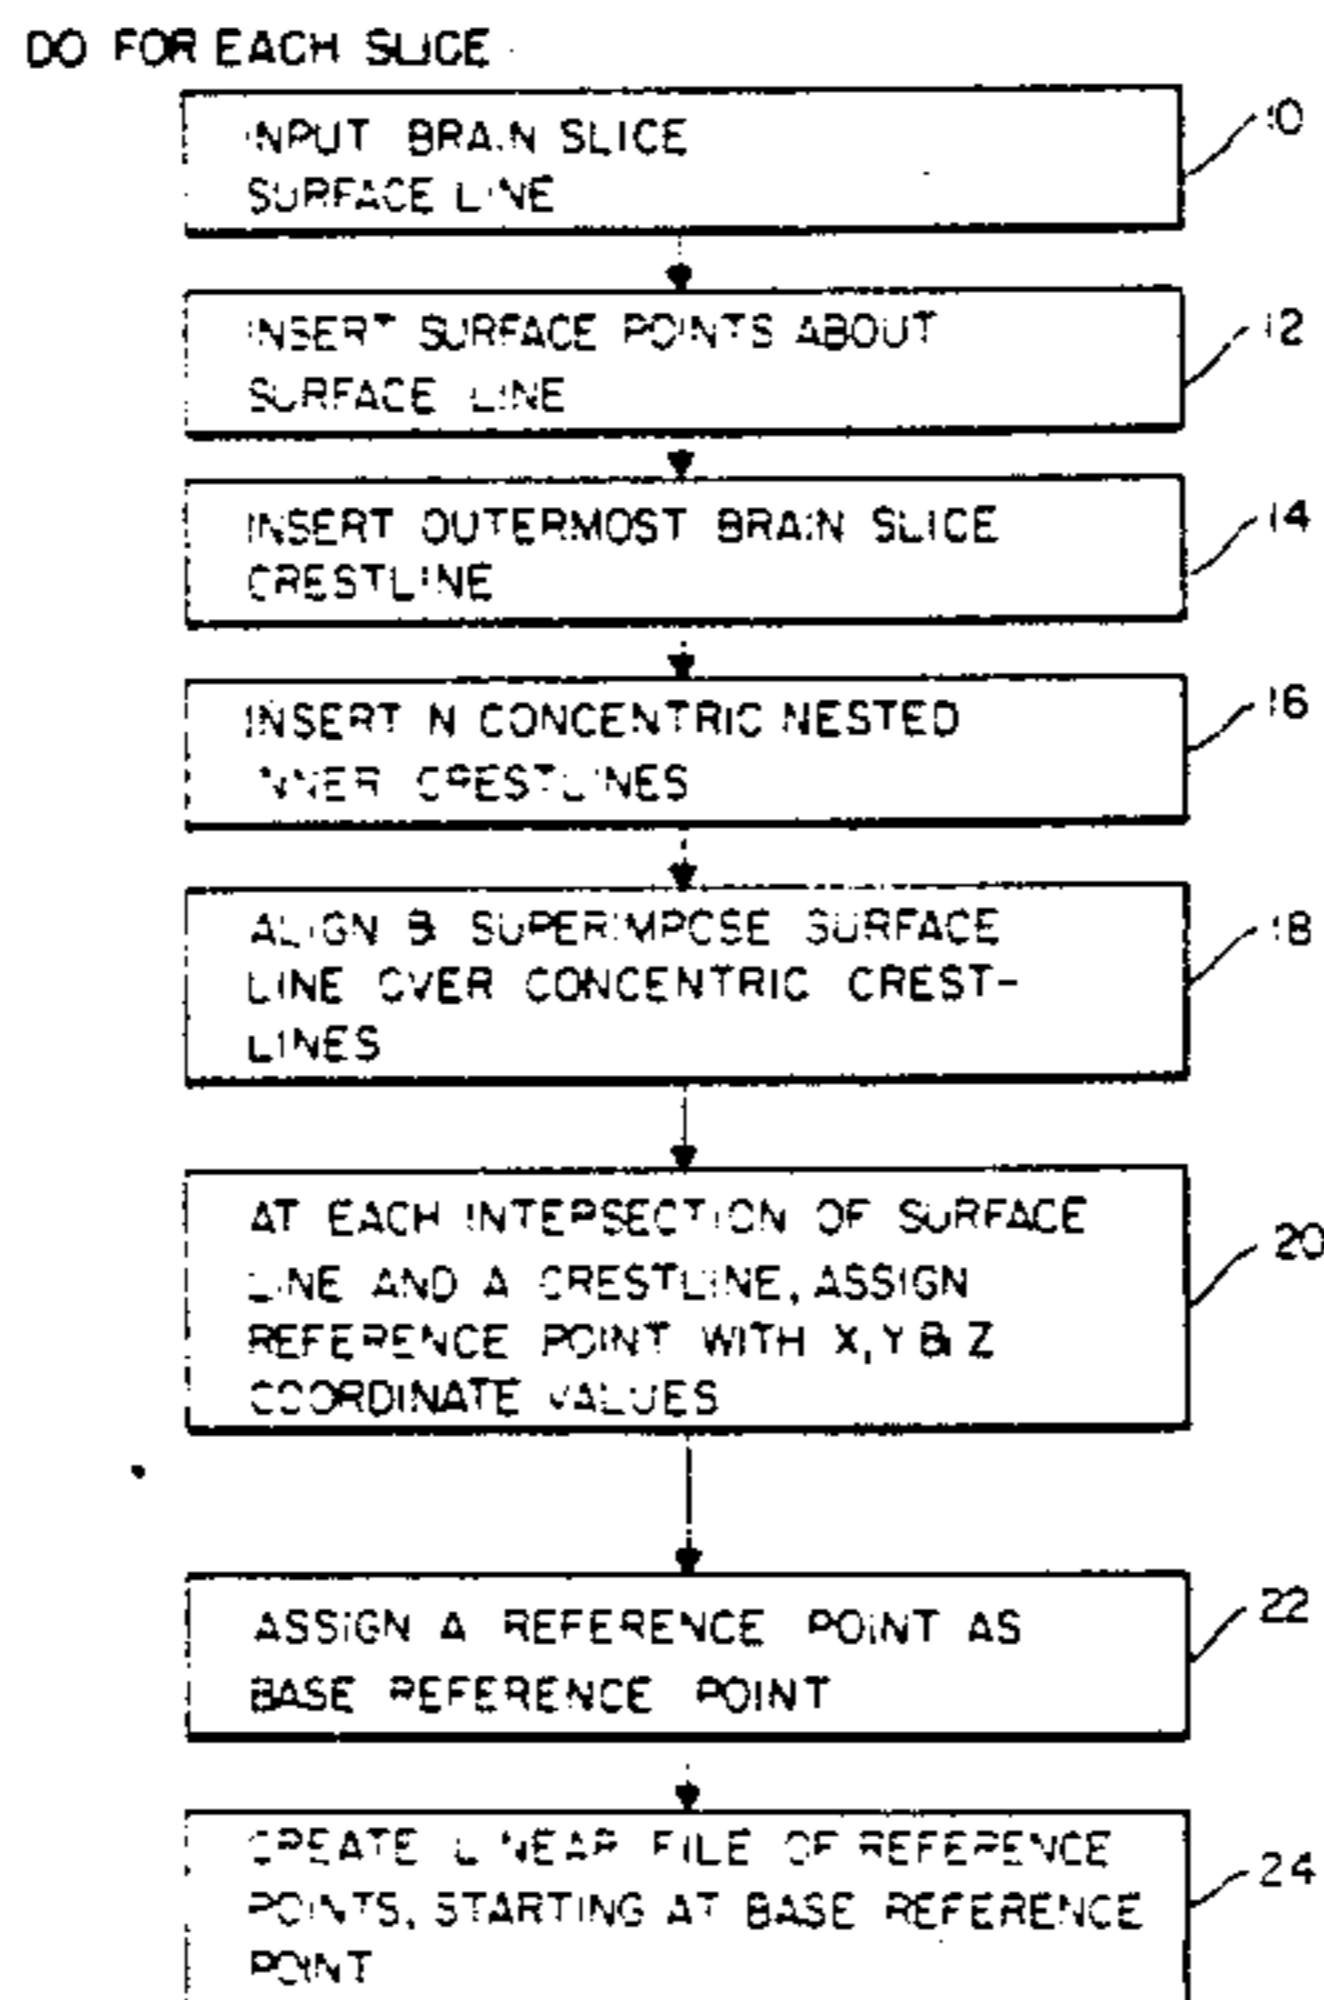 DO FOR EACH SLICE
INPUT BRAIN SLICE
SURFACE LINE
10
INSERT SURFACE POINTS ABOUT
SURFACE LINE
12
INSERT OUTERMOST BRAIN SLICE
CRESTLINE
14
INSERT N CONCENTRIC NESTED
INNER CRESTLINES
16
ALIGN & SUPERIMPOSE SURFACE
LINE OVER CONCENTRIC CREST-
LINES
18
AT EACH INTERSECTION OF SURFACE
LINE AND A CRESTLINE, ASSIGN
REFERENCE POINT WITH X, Y & Z
COORDINATE VALUES
20
ASSIGN A REFERENCE POINT AS
BASE REFERENCE POINT
22
CREATE LINEAR FILE OF REFERENCE
POINTS, STARTING AT BASE REFERENCE
POINT
24